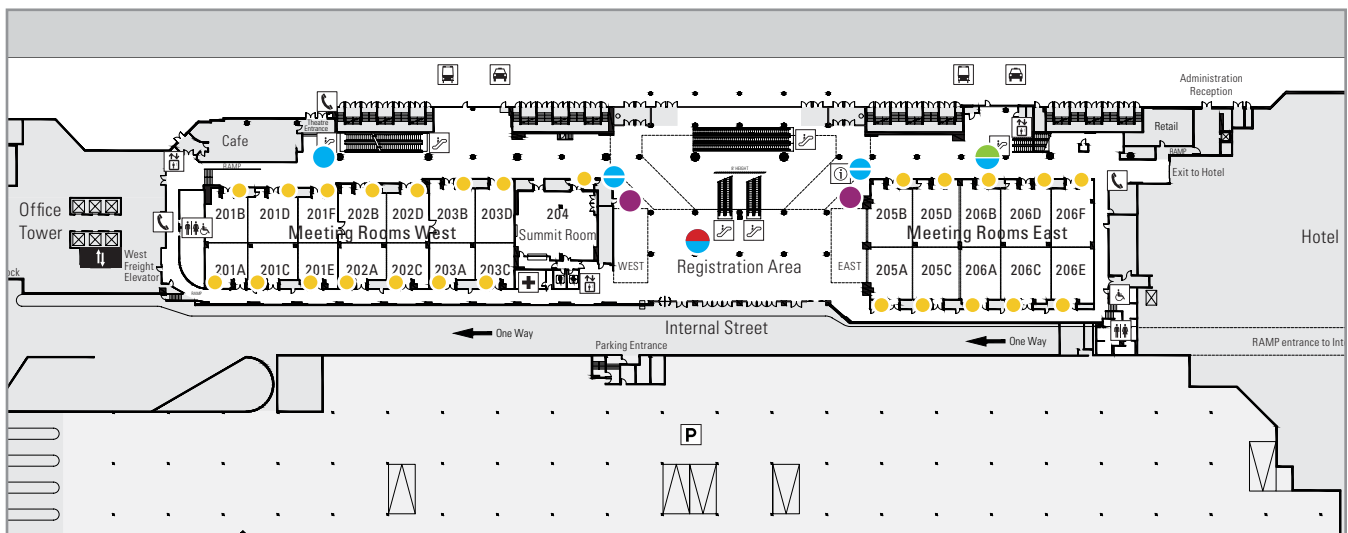 Administration
Reception
Theatre
Entrance
Cafe
Retail
RAMP
RAMP
Exit to Hotel
i
Office
Tower
201B
201D
201F
202B
202D
203B
203D
204
Summit Room
Meeting Rooms West
205B
205D
206B
206D
206F
Meeting Rooms East
Hotel
West
Freight
Elevator
201A
201C
201E
202A
202C
203A
203C
WEST
Registration Area
EAST
205A
205C
206A
206C
206E
RAMP
Internal Street
One Way
One Way
Parking Entrance
RAMP entrance to Int
P